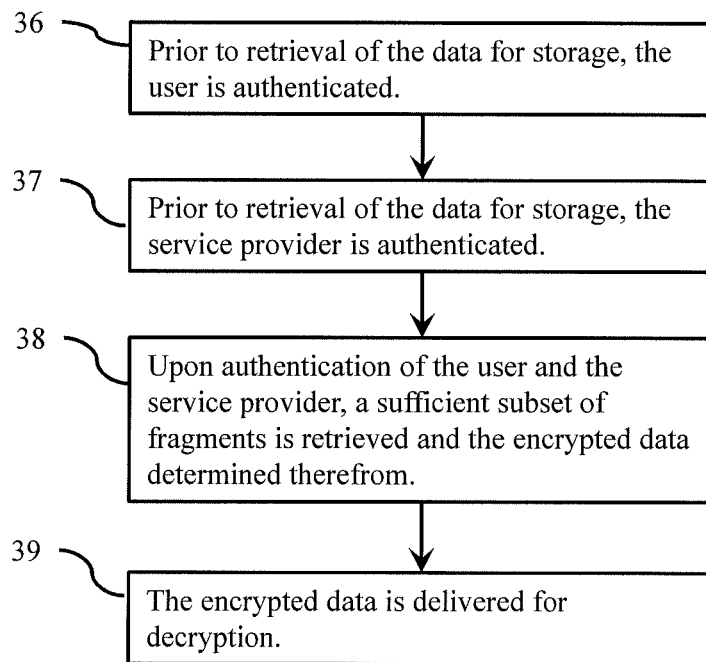 36
Prior to retrieval of the data for storage, the
user is authenticated.
37
Prior to retrieval of the data for storage, the
service provider is authenticated.
38
Upon authentication of the user and the
service provider, a sufficient subset of
fragments is retrieved and the encrypted data
determined therefrom.
39
The encrypted data is delivered for
decryption.